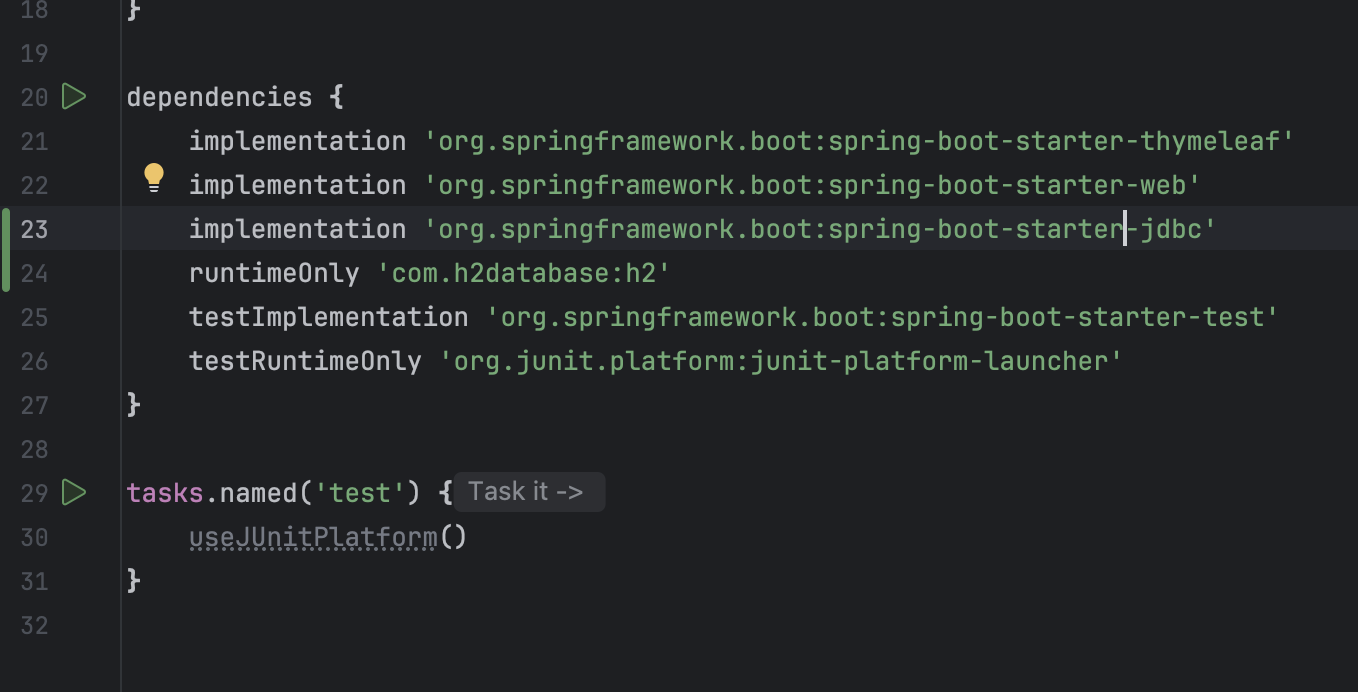 18 }
19
20 dependencies {
21 implementation 'org.springframework.boot:spring-boot-starter-thymeleaf'
22 implementation 'org.springframework.boot:spring-boot-starter-web'
23 implementation 'org.springframework.boot:spring-boot-starter-jdbc'
24 runtimeOnly 'com.h2database:h2'
25 testImplementation 'org.springframework.boot:spring-boot-starter-test'
26 testRuntimeOnly 'org.junit.platform:junit-platform-launcher'
27 }
28
29 tasks.named('test') { Task it ->
30 useJUnitPlatform()
31 }
32